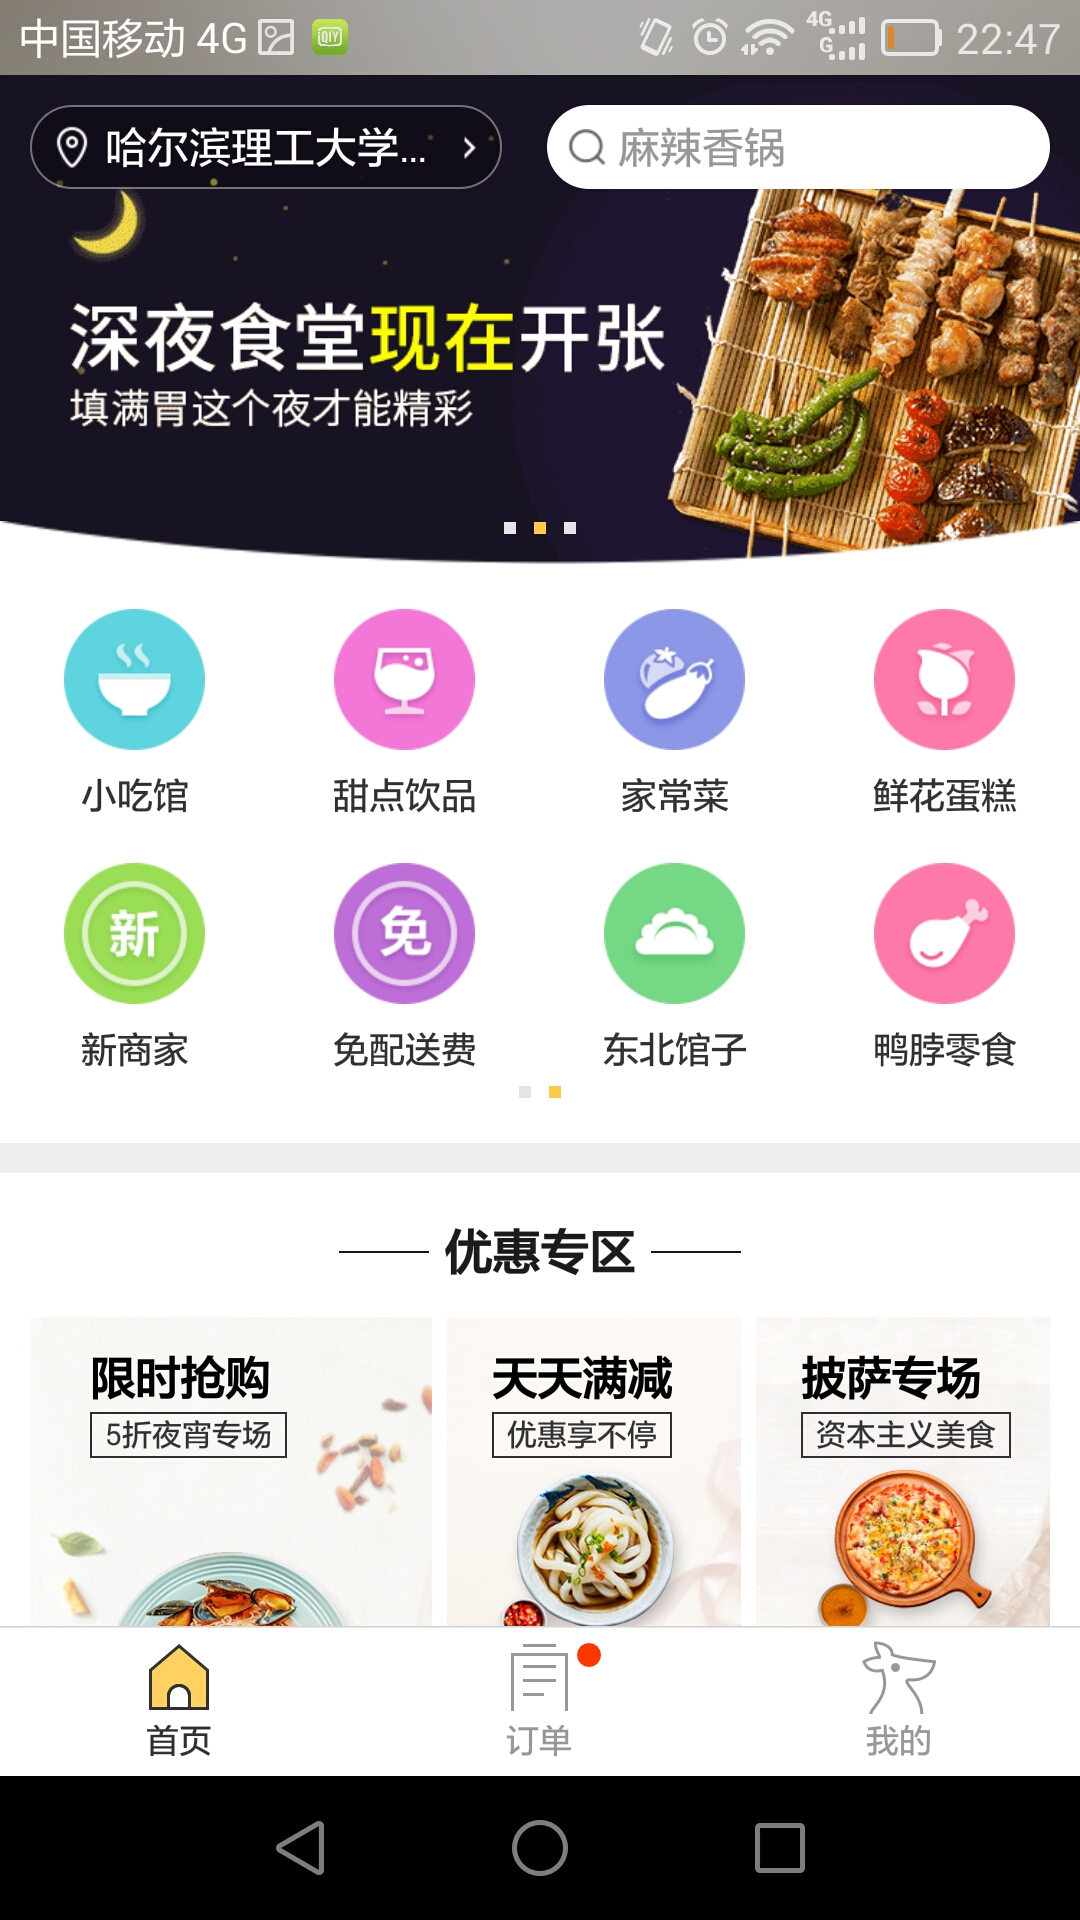 中国移动 4G QIY 4G G 22:47
哈尔滨理工大学... 麻辣香锅
深夜食堂现在开张
填满胃这个夜才能精彩
小吃馆 甜点饮品 家常菜 鲜花蛋糕
新 免
新商家 免配送费 东北馆子 鸭脖零食
优惠专区
限时抢购 天天满减 披萨专场
5折夜宵专场 优惠享不停 资本主义美食
首页 订单 我的